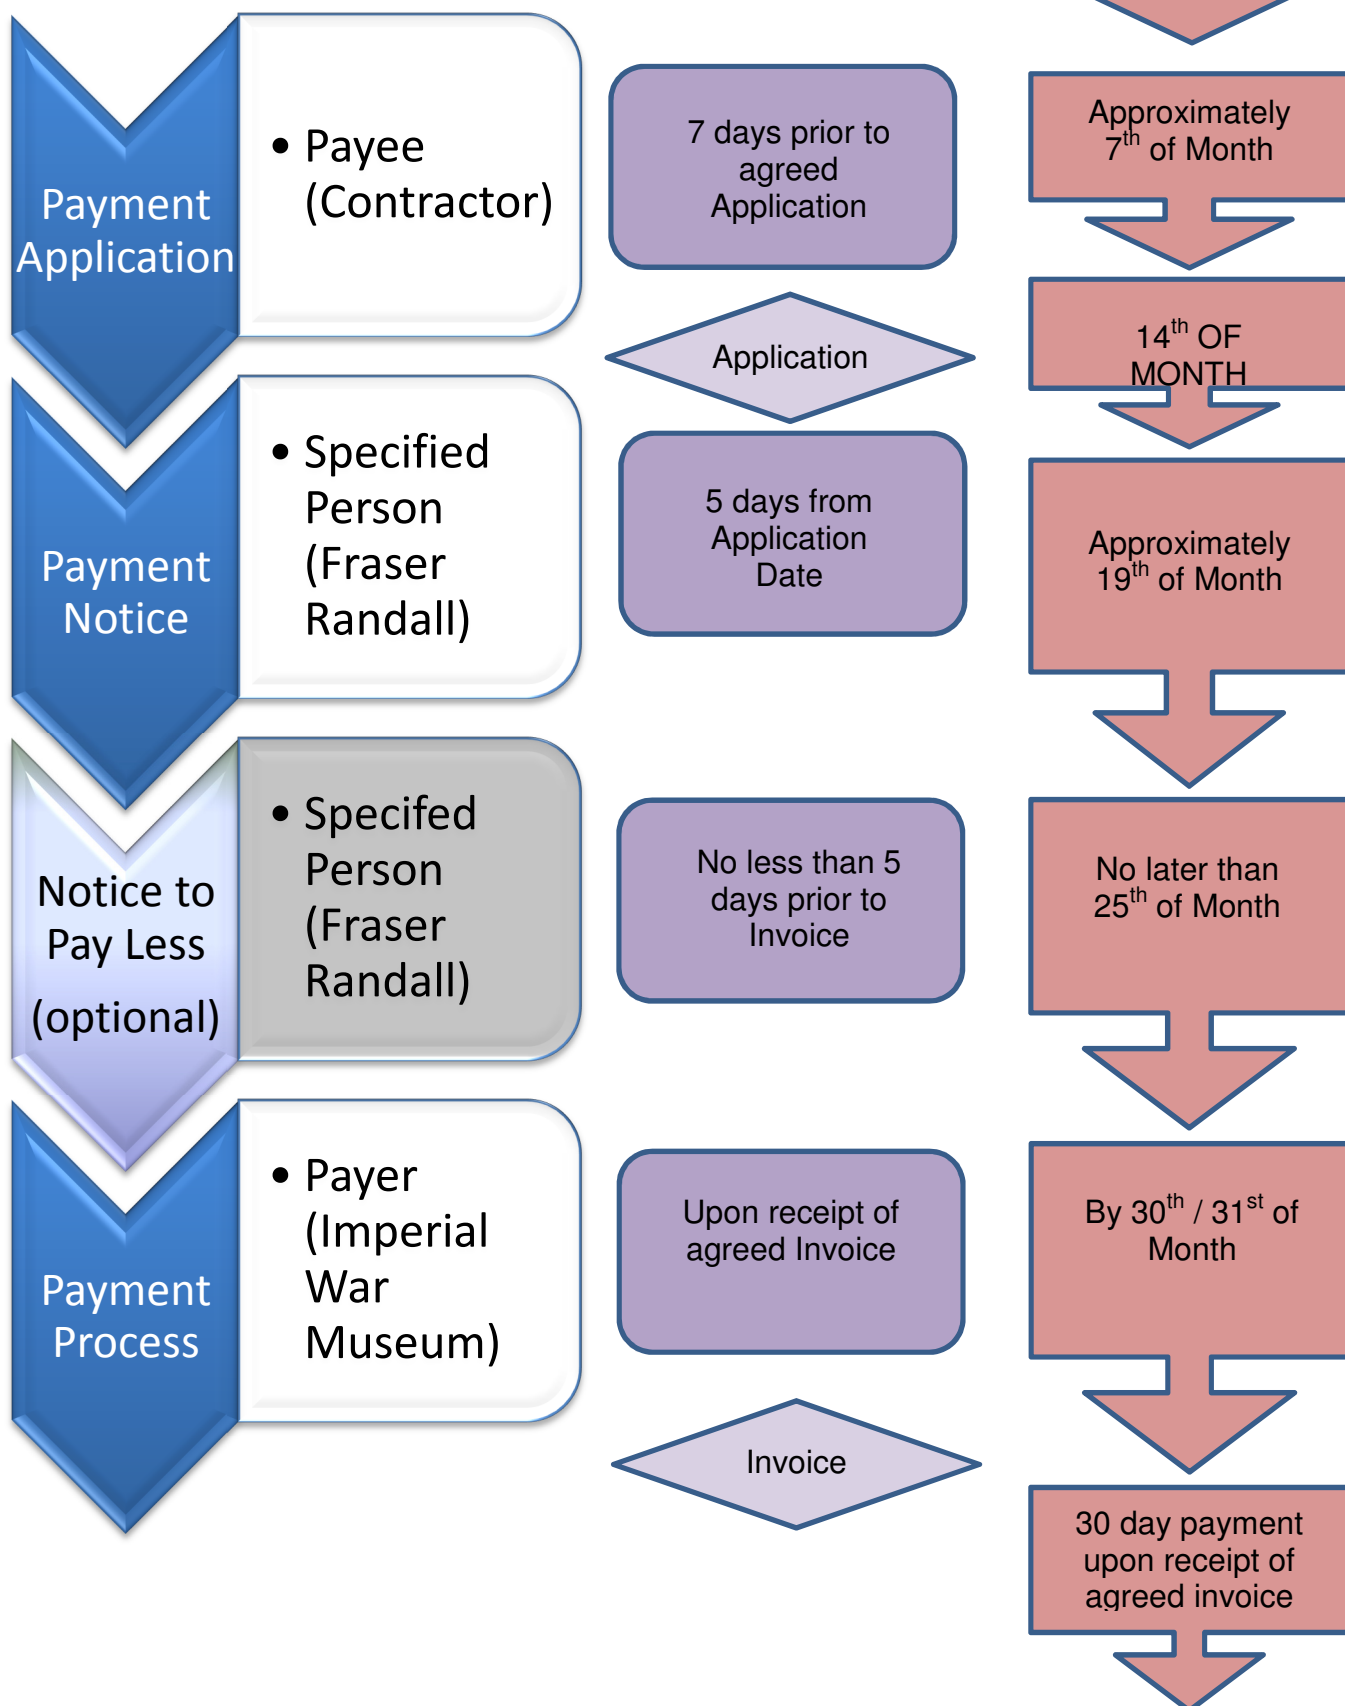 Payment
Application
• Payee
(Contractor)
7 days prior to
agreed
Application
Approximately
7th of Month
Application
14th OF
MONTH
Payment
Notice
• Specified
Person
(Fraser
Randall)
5 days from
Application
Date
Approximately
19th of Month
Notice to
Pay Less
(optional)
• Specifed
Person
(Fraser
Randall)
No less than 5
days prior to
Invoice
No later than
25th of Month
Payment
Process
• Payer
(Imperial
War
Museum)
Upon receipt of
agreed Invoice
By 30th / 31st of
Month
Invoice
30 day payment
upon receipt of
agreed invoice